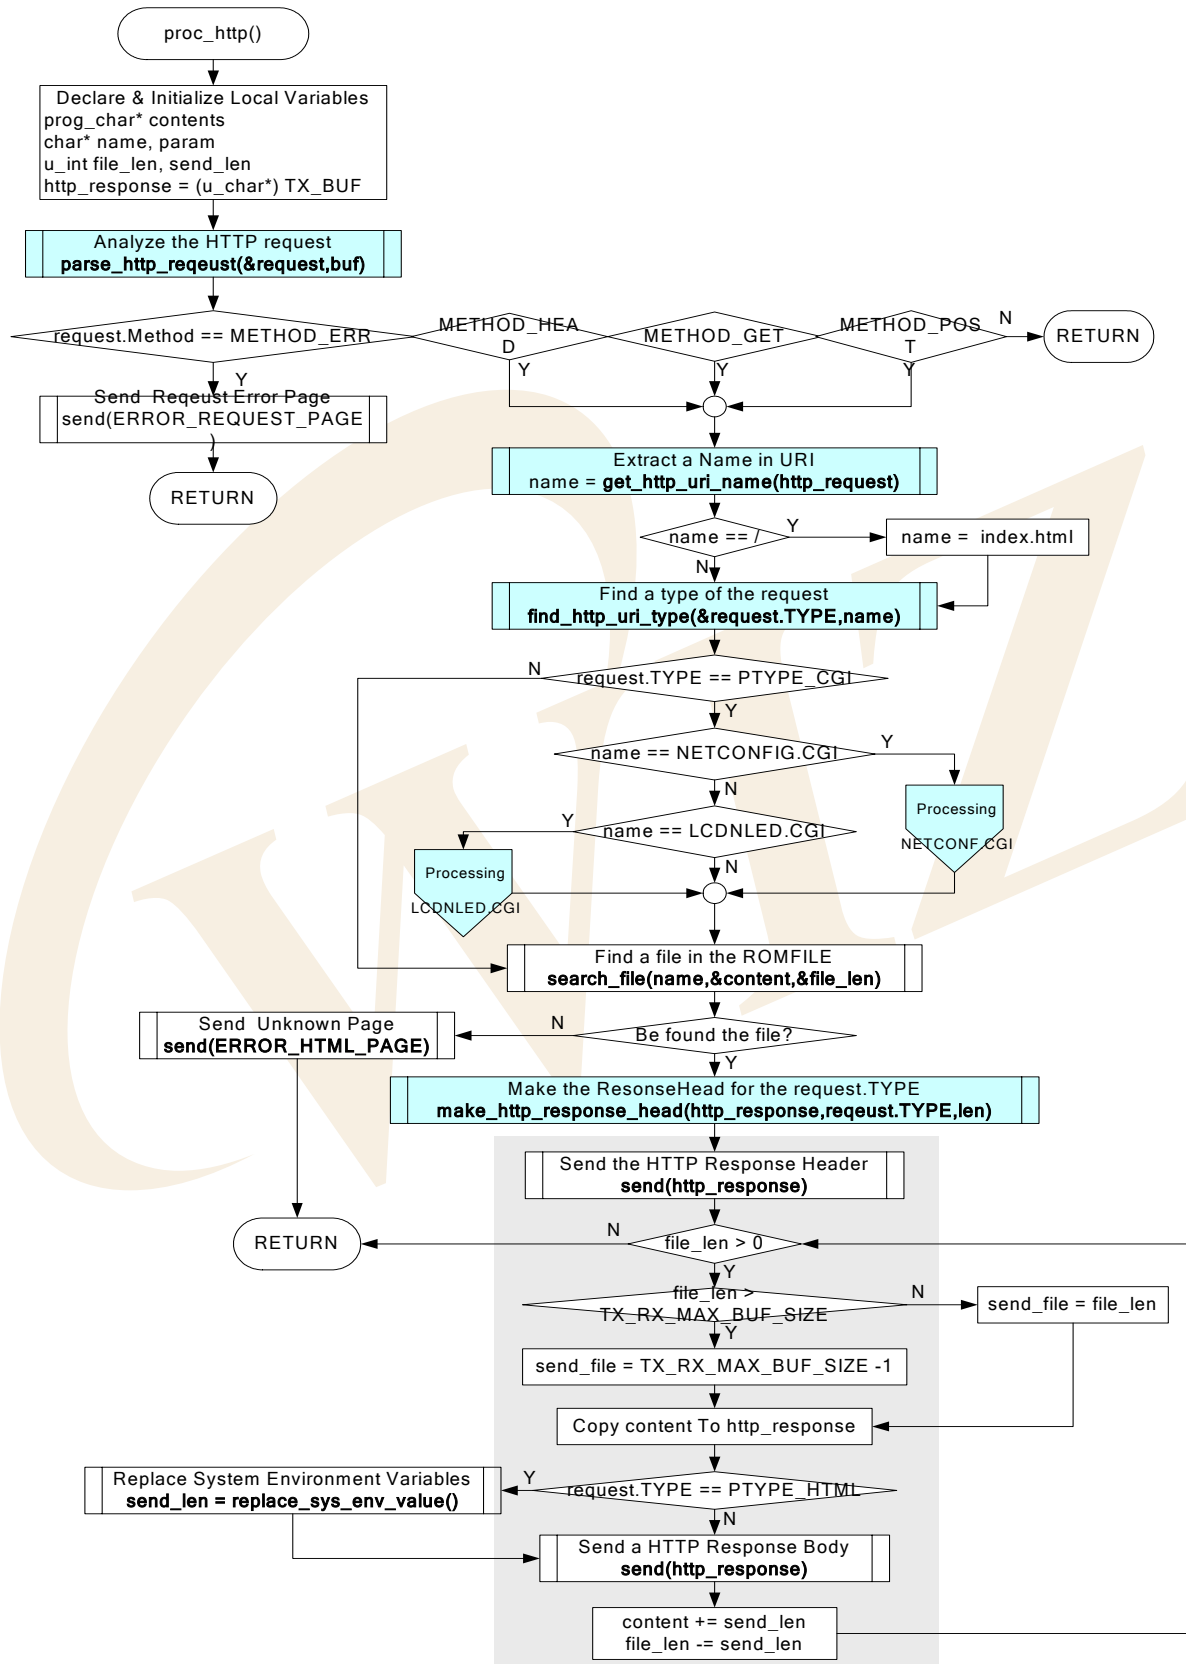 proc_http()
Declare & Initialize Local Variables
prog_char* contents
char* name, param
u_int file_len, send_len
http_response = (u_char*) TX_BUF
Analyze the HTTP request
parse_http_reqeust(&request,buf)
request.Method == METHOD_ERR
METHOD_HEA
D
METHOD_GET
METHOD_POS
T
N
RETURN
Y
Y
Y
Y
Send Reqeust Error Page
send(ERROR_REQUEST_PAGE
)
RETURN
Extract a Name in URI
name = get_http_uri_name(http_request)
name == /
Y
name = index.html
N
Find a type of the request
find_http_uri_type(&request.TYPE,name)
N
request.TYPE == PTYPE_CGI
Y
name == NETCONFIG.CGI
Y
N
Processing
NETCONF.CGI
Y
name == LCDNLED.CGI
N
Processing
LCDNLED.CGI
Find a file in the ROMFILE
search_file(name,&content,&file_len)
Send Unknown Page
send(ERROR_HTML_PAGE)
N
Be found the file?
Y
Make the ResonseHead for the request.TYPE
make_http_response_head(http_response,reqeust.TYPE,len)
Send the HTTP Response Header
send(http_response)
RETURN
N
file_len > 0
Y
file_len >
TX_RX_MAX_BUF_SIZE
N
send_file = file_len
Y
send_file = TX_RX_MAX_BUF_SIZE -1
Copy content To http_response
Replace System Environment Variables
send_len = replace_sys_env_value()
Y
request.TYPE == PTYPE_HTML
N
Send a HTTP Response Body
send(http_response)
content += send_len
file_len -= send_len